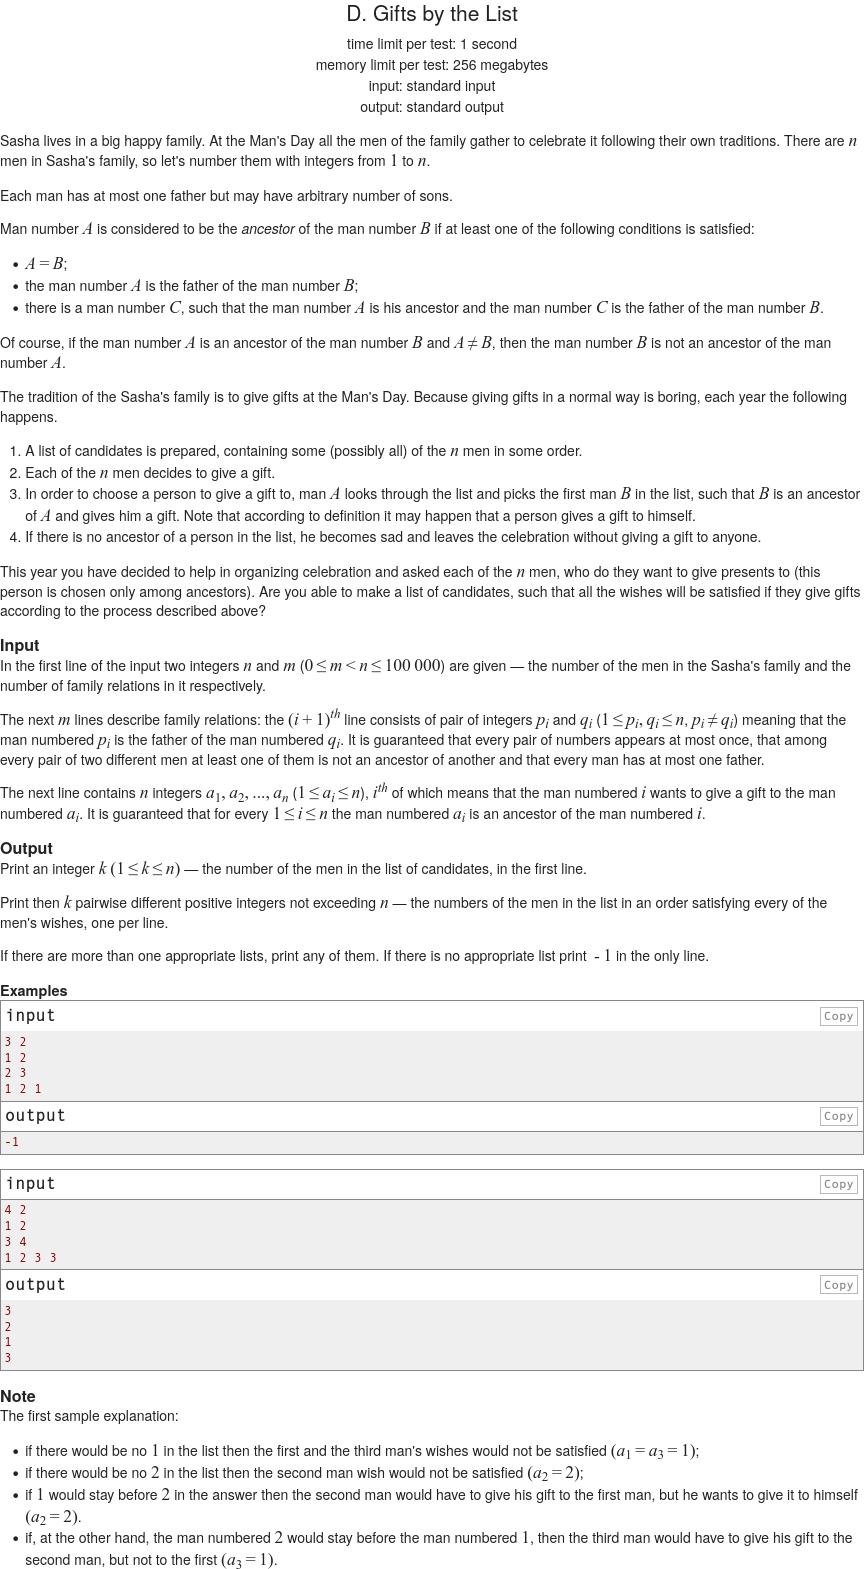 D. Gifts by the List
time limit per test: 1 second
memory limit per test: 256 megabytes
input: standard input
output: standard output
Sasha lives in a big happy family. At the Man's Day all the men of the family gather to celebrate it following their own traditions. There are n
men in Sasha's family, so let's number them with integers from 1 to n.
Each man has at most one father but may have arbitrary number of sons.
Man number A is considered to be the ancestor of the man number B if at least one of the following conditions is satisfied:
• A = B;
• the man number A is the father of the man number B;
• there is a man number C, such that the man number A is his ancestor and the man number C is the father of the man number B.
Of course, if the man number A is an ancestor of the man number B and A ≠ B, then the man number B is not an ancestor of the man
number A.
The tradition of the Sasha's family is to give gifts at the Man's Day. Because giving gifts in a normal way is boring, each year the following
happens.
1. A list of candidates is prepared, containing some (possibly all) of the n men in some order.
2. Each of the n men decides to give a gift.
3. In order to choose a person to give a gift to, man A looks through the list and picks the first man B in the list, such that B is an ancestor
of A and gives him a gift. Note that according to definition it may happen that a person gives a gift to himself.
4. If there is no ancestor of a person in the list, he becomes sad and leaves the celebration without giving a gift to anyone.
This year you have decided to help in organizing celebration and asked each of the n men, who do they want to give presents to (this
person is chosen only among ancestors). Are you able to make a list of candidates, such that all the wishes will be satisfied if they give gifts
according to the process described above?
Input
In the first line of the input two integers n and m (0 ≤ m < n ≤ 100 000) are given — the number of the men in the Sasha's family and the
number of family relations in it respectively.
The next m lines describe family relations: the (i + 1)^th line consists of pair of integers p_i and q_i (1 ≤ p_i, q_i ≤ n, p_i ≠ q_i) meaning that the
man numbered p_i is the father of the man numbered q_i. It is guaranteed that every pair of numbers appears at most once, that among
every pair of two different men at least one of them is not an ancestor of another and that every man has at most one father.
The next line contains n integers a_1, a_2, ..., a_n (1 ≤ a_i ≤ n), i^th of which means that the man numbered i wants to give a gift to the man
numbered a_i. It is guaranteed that for every 1 ≤ i ≤ n the man numbered a_i is an ancestor of the man numbered i.
Output
Print an integer k (1 ≤ k ≤ n) — the number of the men in the list of candidates, in the first line.
Print then k pairwise different positive integers not exceeding n — the numbers of the men in the list in an order satisfying every of the
men's wishes, one per line.
If there are more than one appropriate lists, print any of them. If there is no appropriate list print - 1 in the only line.
Examples
input Copy
3 2
1 2
2 3
1 2 1
output Copy
-1
input Copy
4 2
1 2
3 4
1 2 3 3
output Copy
3
2
1
3
Note
The first sample explanation:
• if there would be no 1 in the list then the first and the third man's wishes would not be satisfied (a_1 = a_3 = 1);
• if there would be no 2 in the list then the second man wish would not be satisfied (a_2 = 2);
• if 1 would stay before 2 in the answer then the second man would have to give his gift to the first man, but he wants to give it to himself
(a_2 = 2).
• if, at the other hand, the man numbered 2 would stay before the man numbered 1, then the third man would have to give his gift to the
second man, but not to the first (a_3 = 1).